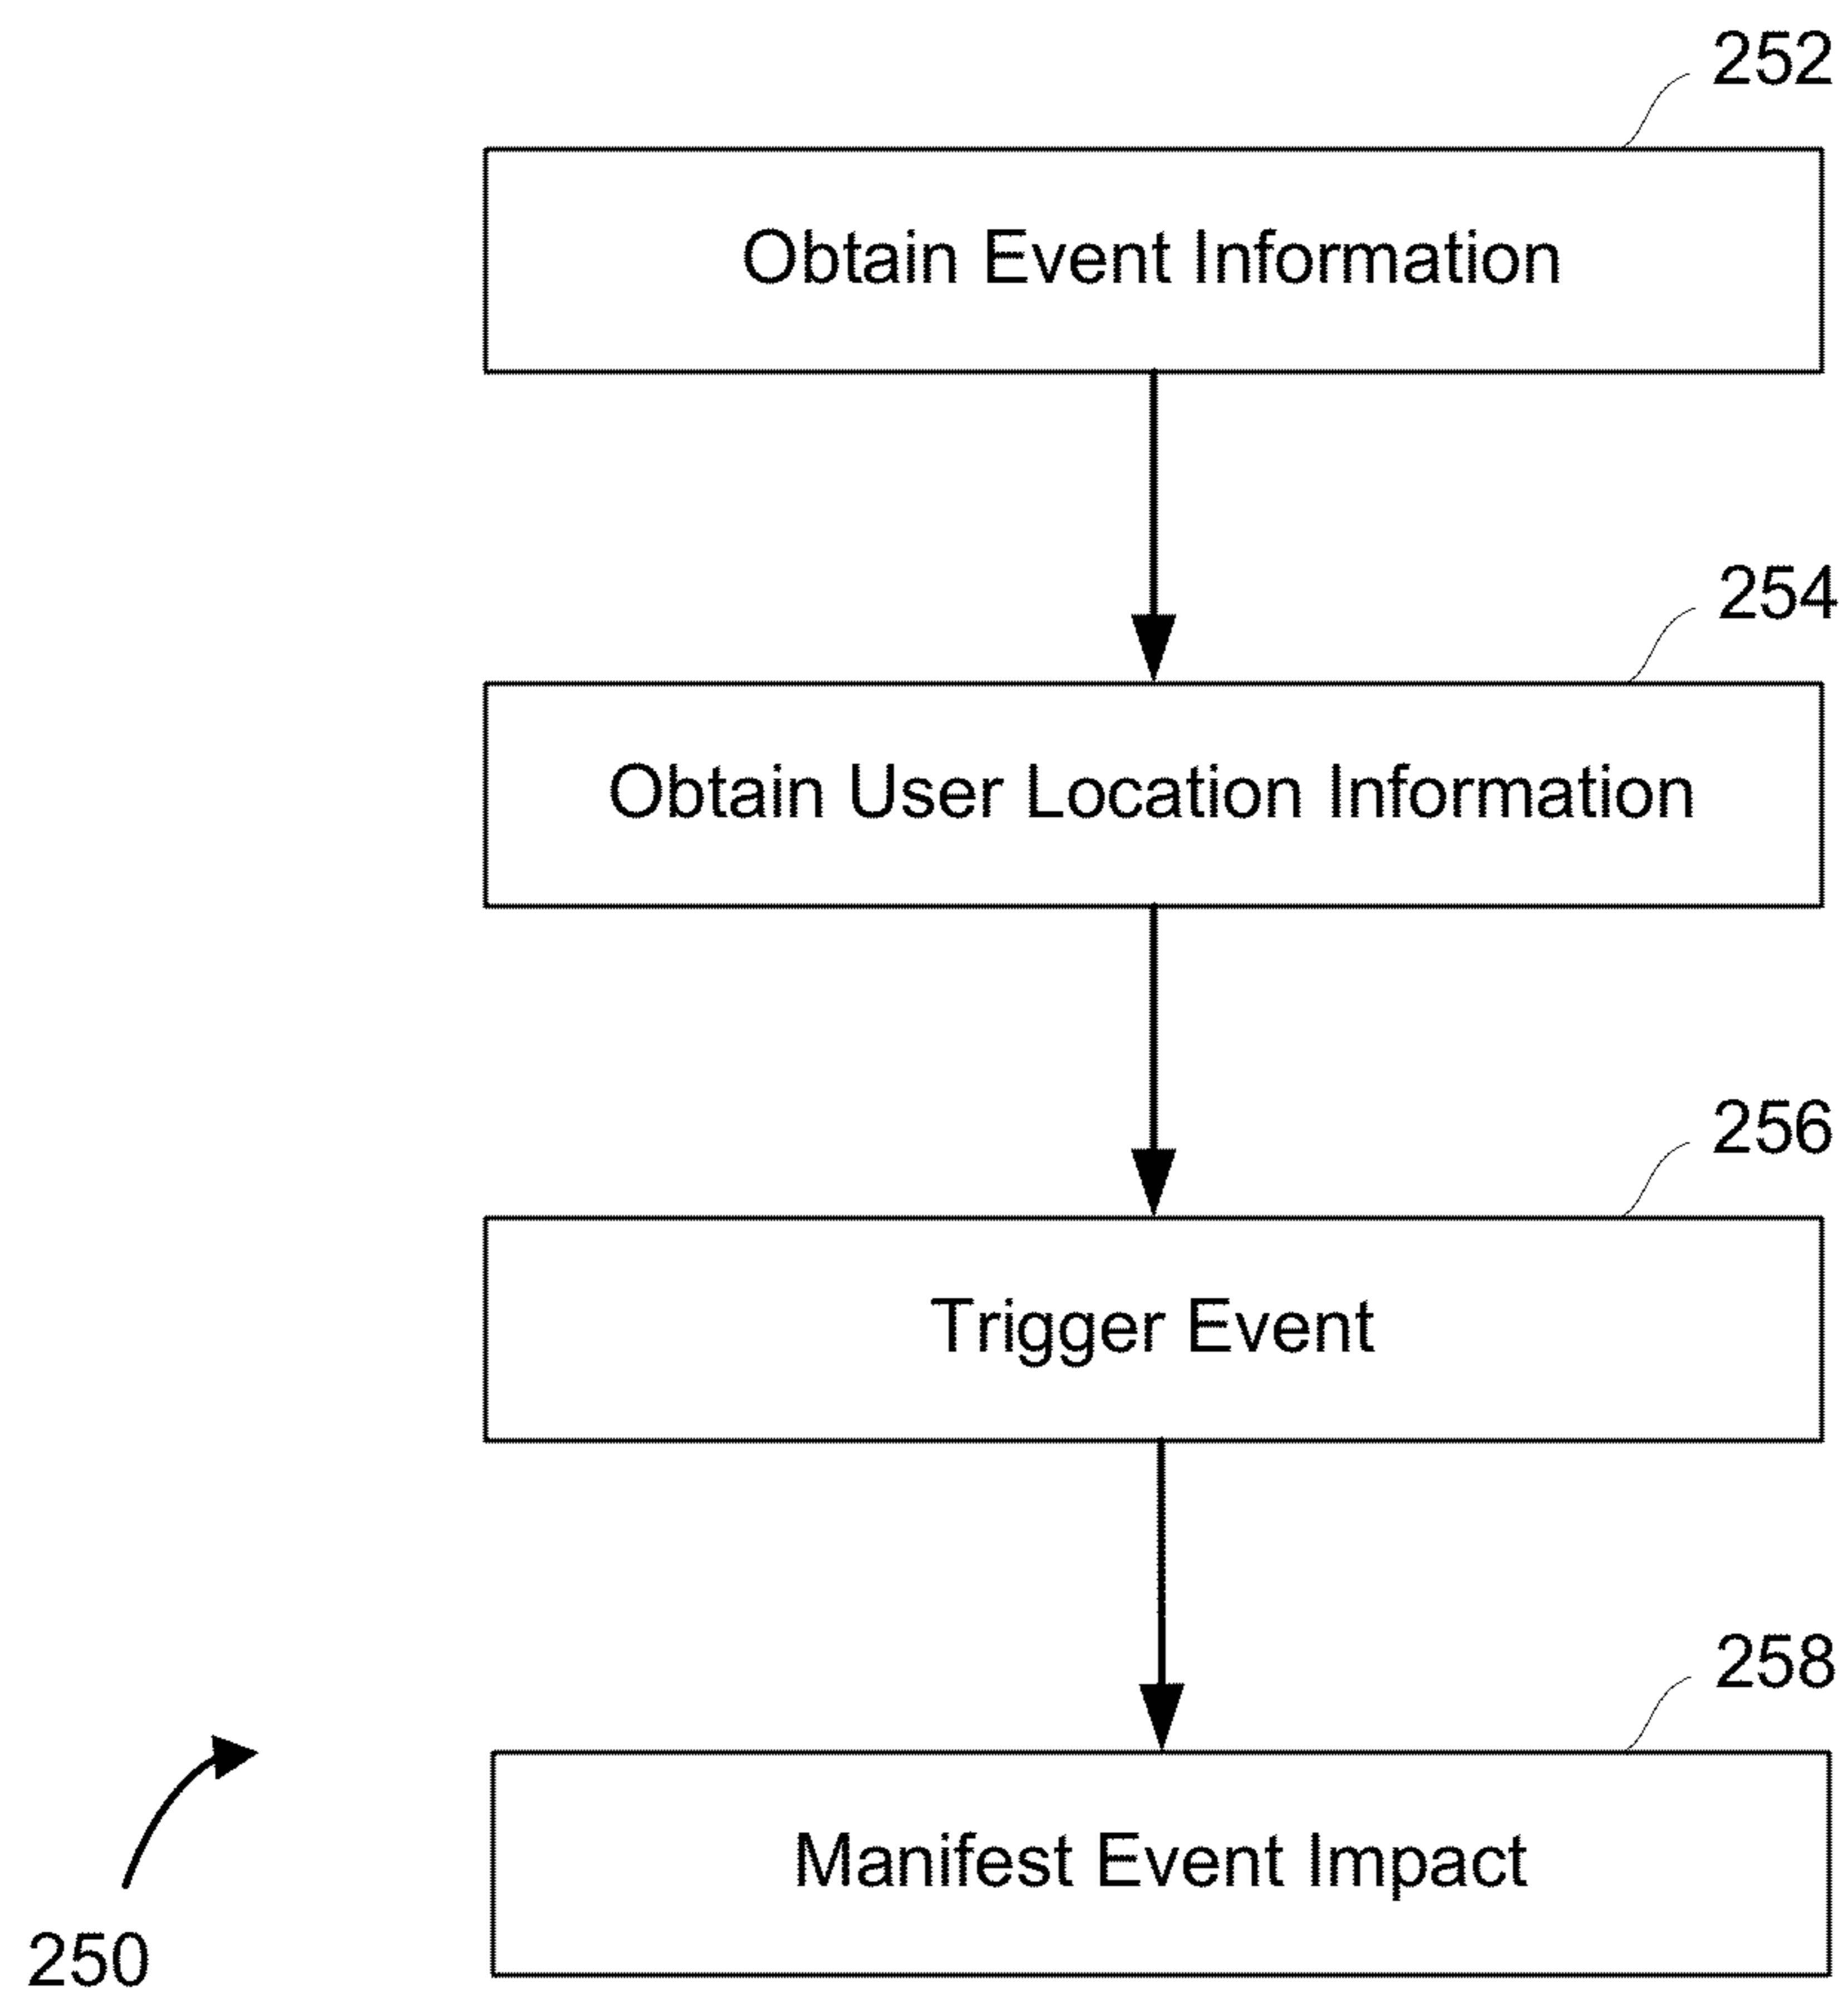 252
Obtain Event Information
254
Obtain User Location Information
256
Trigger Event
258
Manifest Event Impact
250